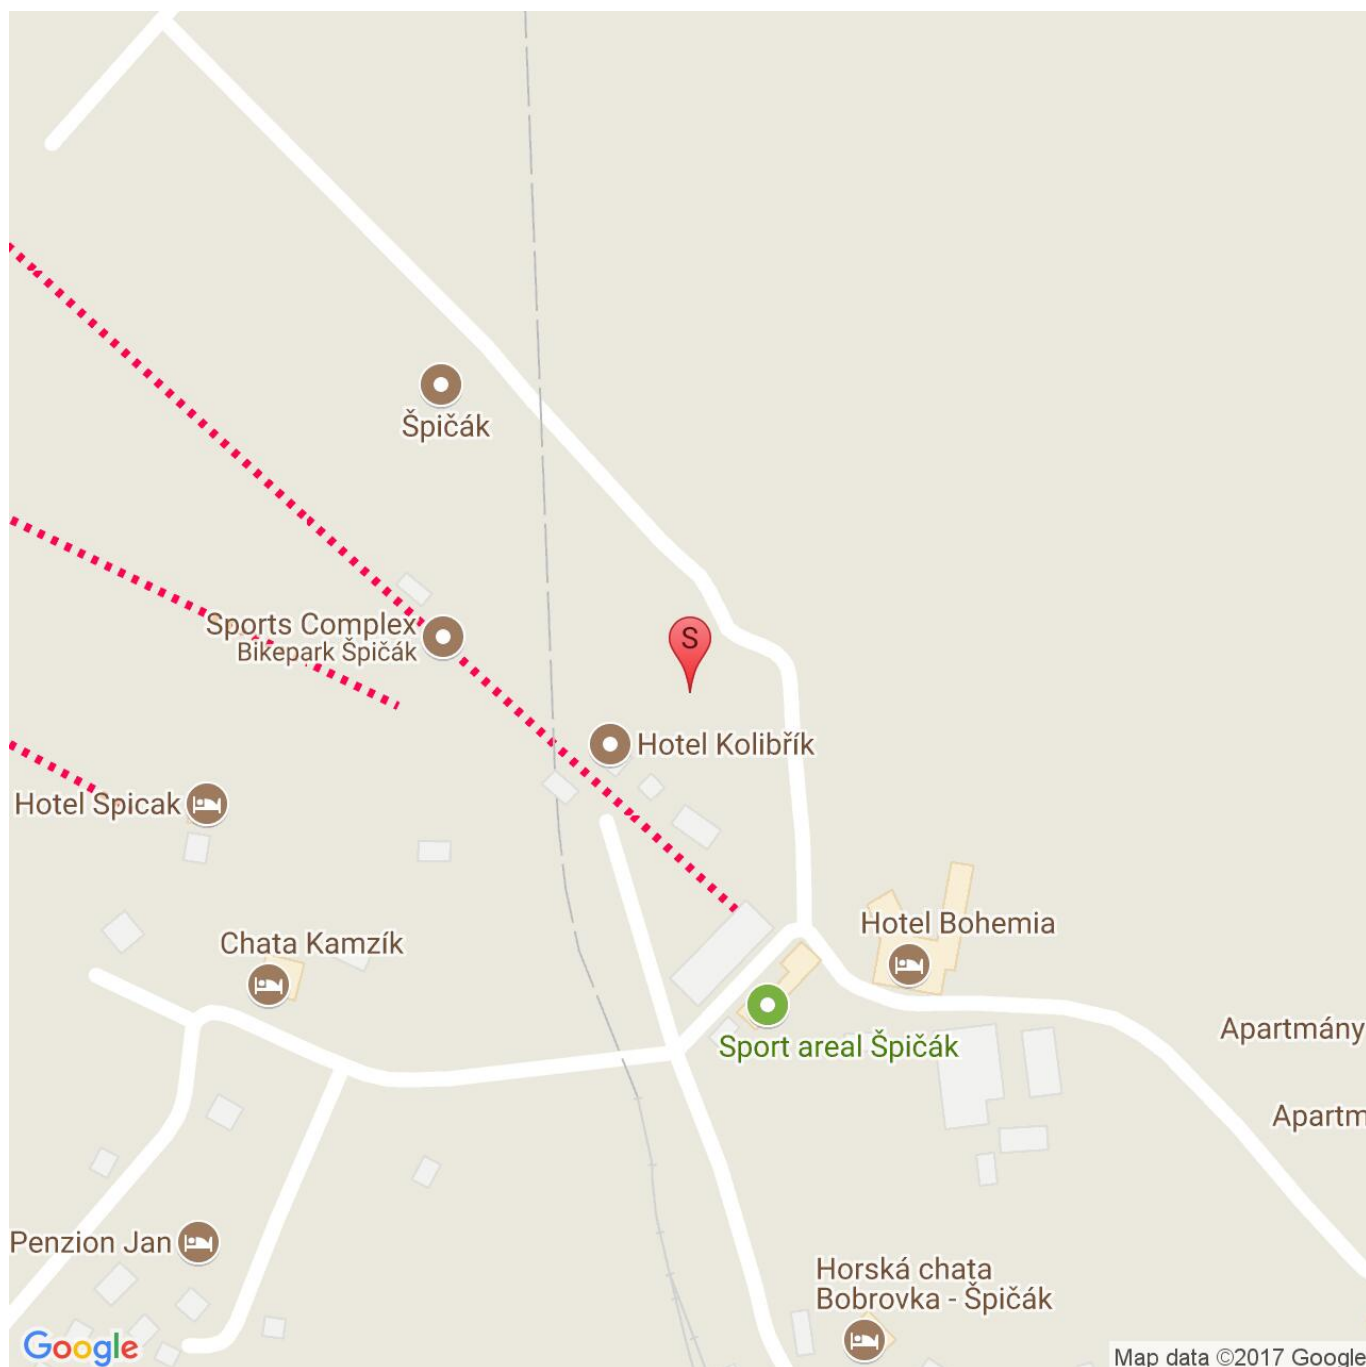 Špičák
Sports Complex
Bikepark Špičák
S
Hotel Kolibřík
Hotel Spicak
Hotel Bohemia
Chata Kamzík
Apartmány
Sport areal Špičák
Apartm
Penzion Jan
Horská chata
Bobrovka - Špičák
Google
Map data ©2017 Google